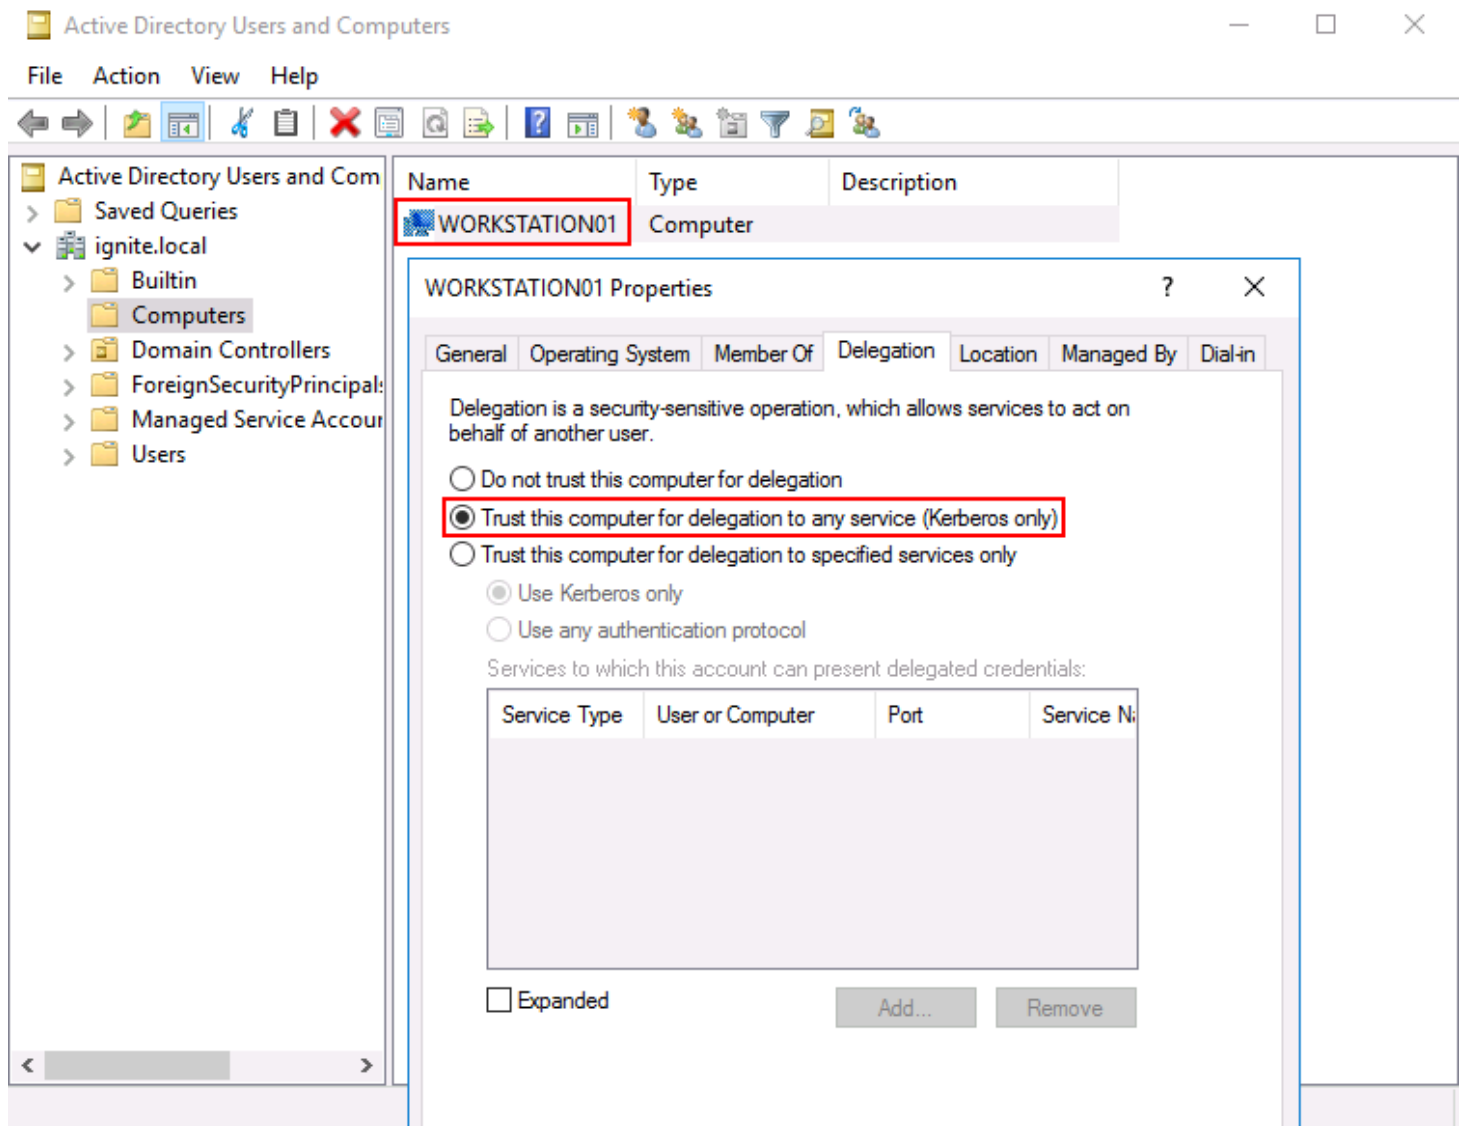 Active Directory Users and Computers
File Action View Help
Active Directory Users and Com
Saved Queries
ignite.local
Builtin
Computers
Domain Controllers
ForeignSecurityPrincipals
Managed Service Accour
Users
Name Type Description
WORKSTATION01 Computer
WORKSTATION01 Properties ?
General Operating System Member Of Delegation Location Managed By Dial-in
Delegation is a security-sensitive operation, which allows services to act on
behalf of another user.
Do not trust this computer for delegation
Trust this computer for delegation to any service (Kerberos only)
Trust this computer for delegation to specified services only
Use Kerberos only
Use any authentication protocol
Services to which this account can present delegated credentials:
Service Type User or Computer Port Service Na
Expanded Add... Remove